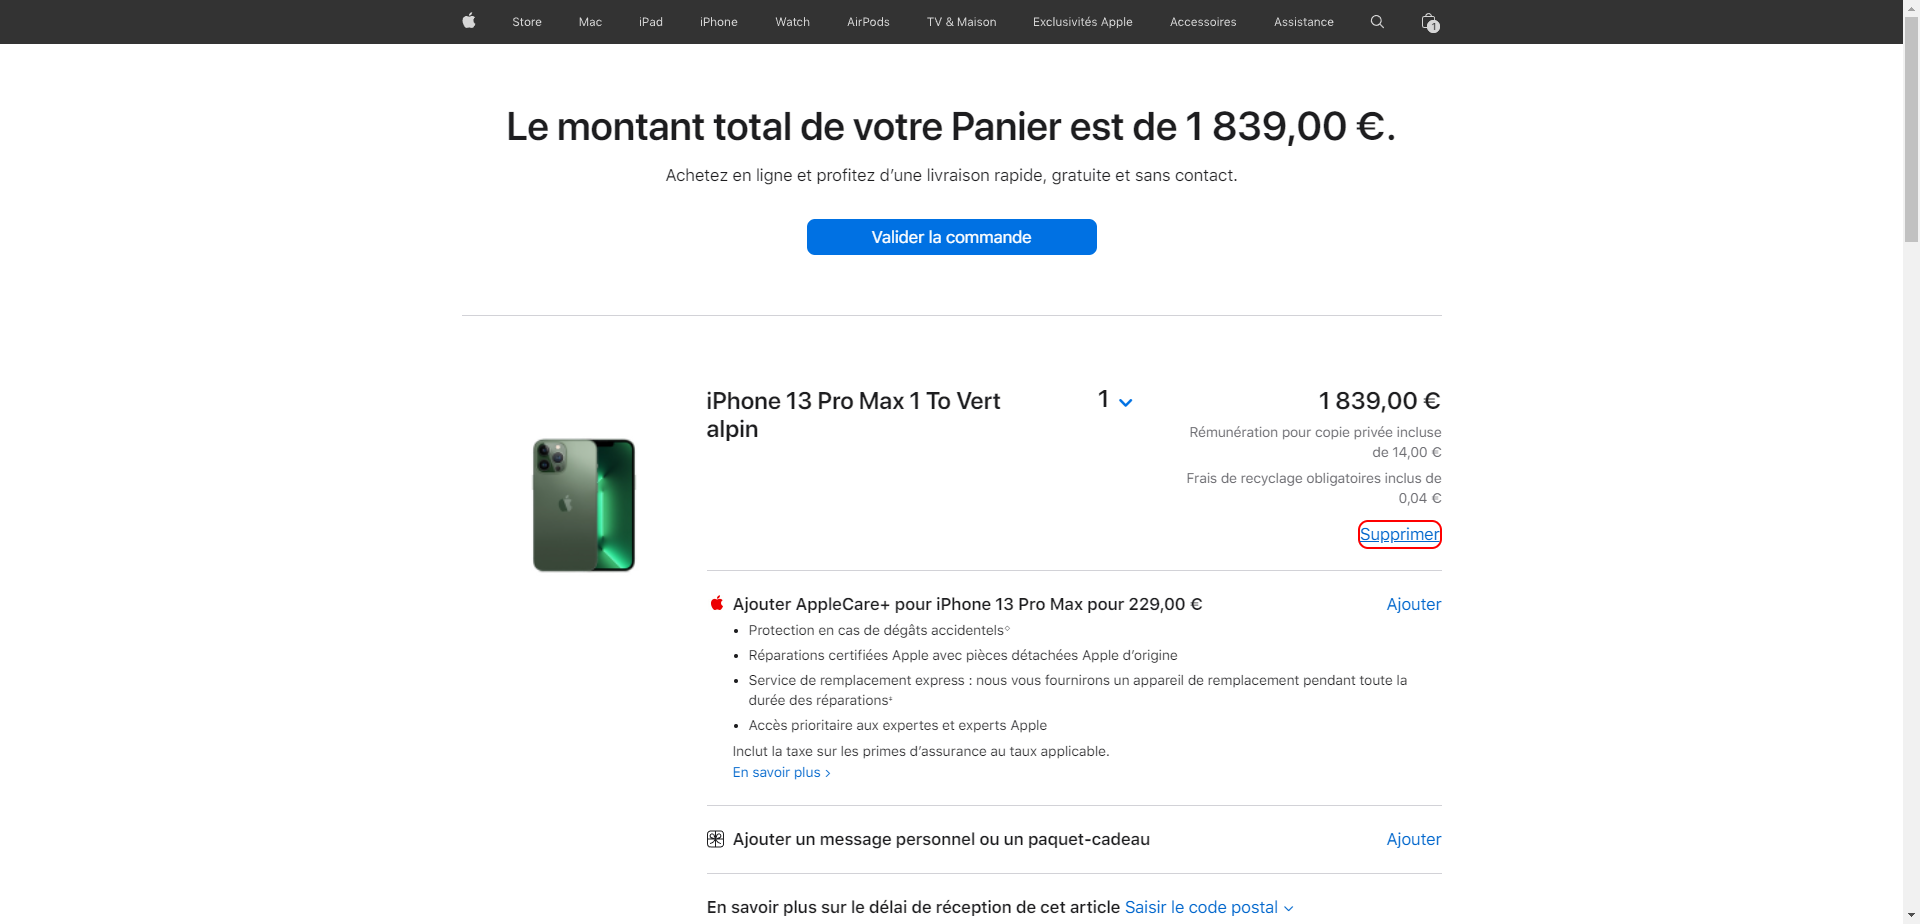 Store Mac iPad iPhone Watch AirPods TV & Maison Exclusivités Apple Accessoires Assistance 1
Le montant total de votre Panier est de 1 839,00 €.
Achetez en ligne et profitez d’une livraison rapide, gratuite et sans contact.
Valider la commande
iPhone 13 Pro Max 1 To Vert
alpin
1
1 839,00 €
Rémunération pour copie privée incluse
de 14,00 €
Frais de recyclage obligatoires inclus de
0,04 €
Supprimer
Ajouter AppleCare+ pour iPhone 13 Pro Max pour 229,00 € Ajouter
• Protection en cas de dégâts accidentels◊
• Réparations certifiées Apple avec pièces détachées Apple d’origine
• Service de remplacement express : nous vous fournirons un appareil de remplacement pendant toute la
durée des réparations‡
• Accès prioritaire aux expertes et experts Apple
Inclut la taxe sur les primes d’assurance au taux applicable.
En savoir plus ›
Ajouter un message personnel ou un paquet-cadeau Ajouter
En savoir plus sur le délai de réception de cet article Saisir le code postal